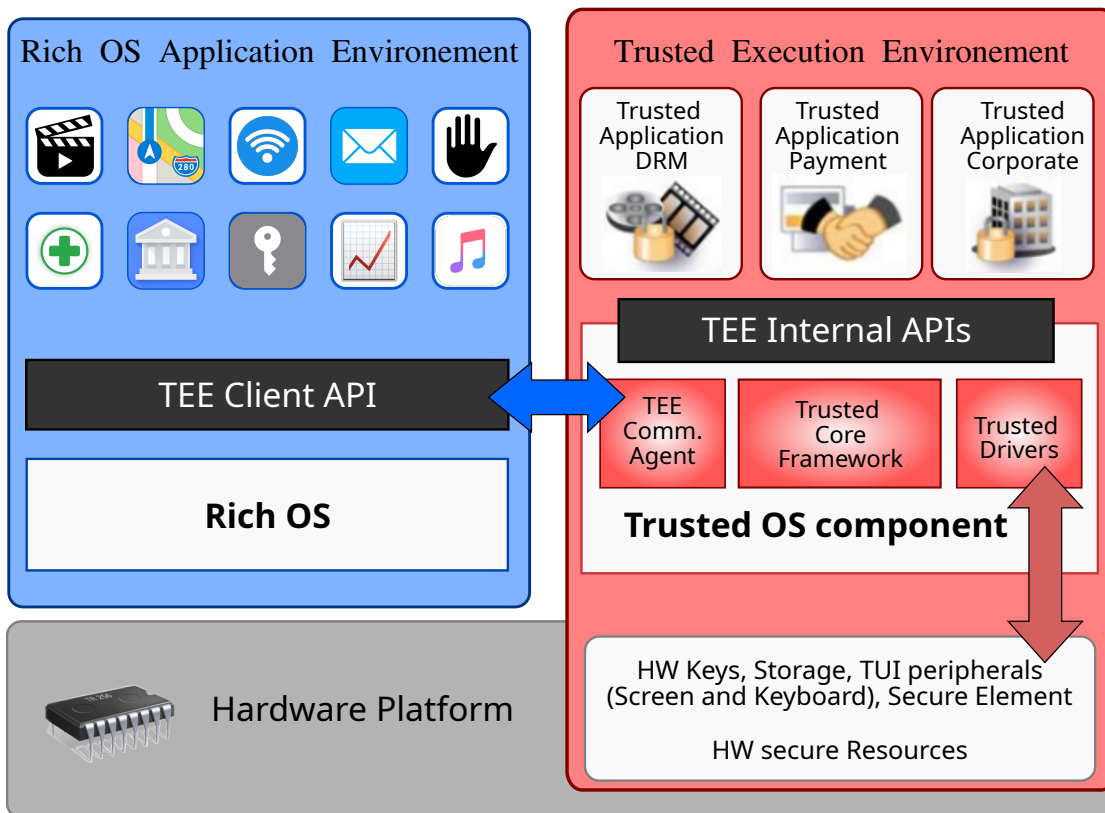 Rich OS Application Environement
280
TEE Client API
Rich OS
Trusted Execution Environement
Trusted
Application
DRM
Trusted
Application
Payment
Trusted
Application
Corporate
TEE Internal APIs
TEE
Comm.
Agent
Trusted
Core
Framework
Trusted
Drivers
Trusted OS component
Hardware Platform
HW Keys, Storage, TUI peripherals
(Screen and Keyboard), Secure Element
HW secure Resources